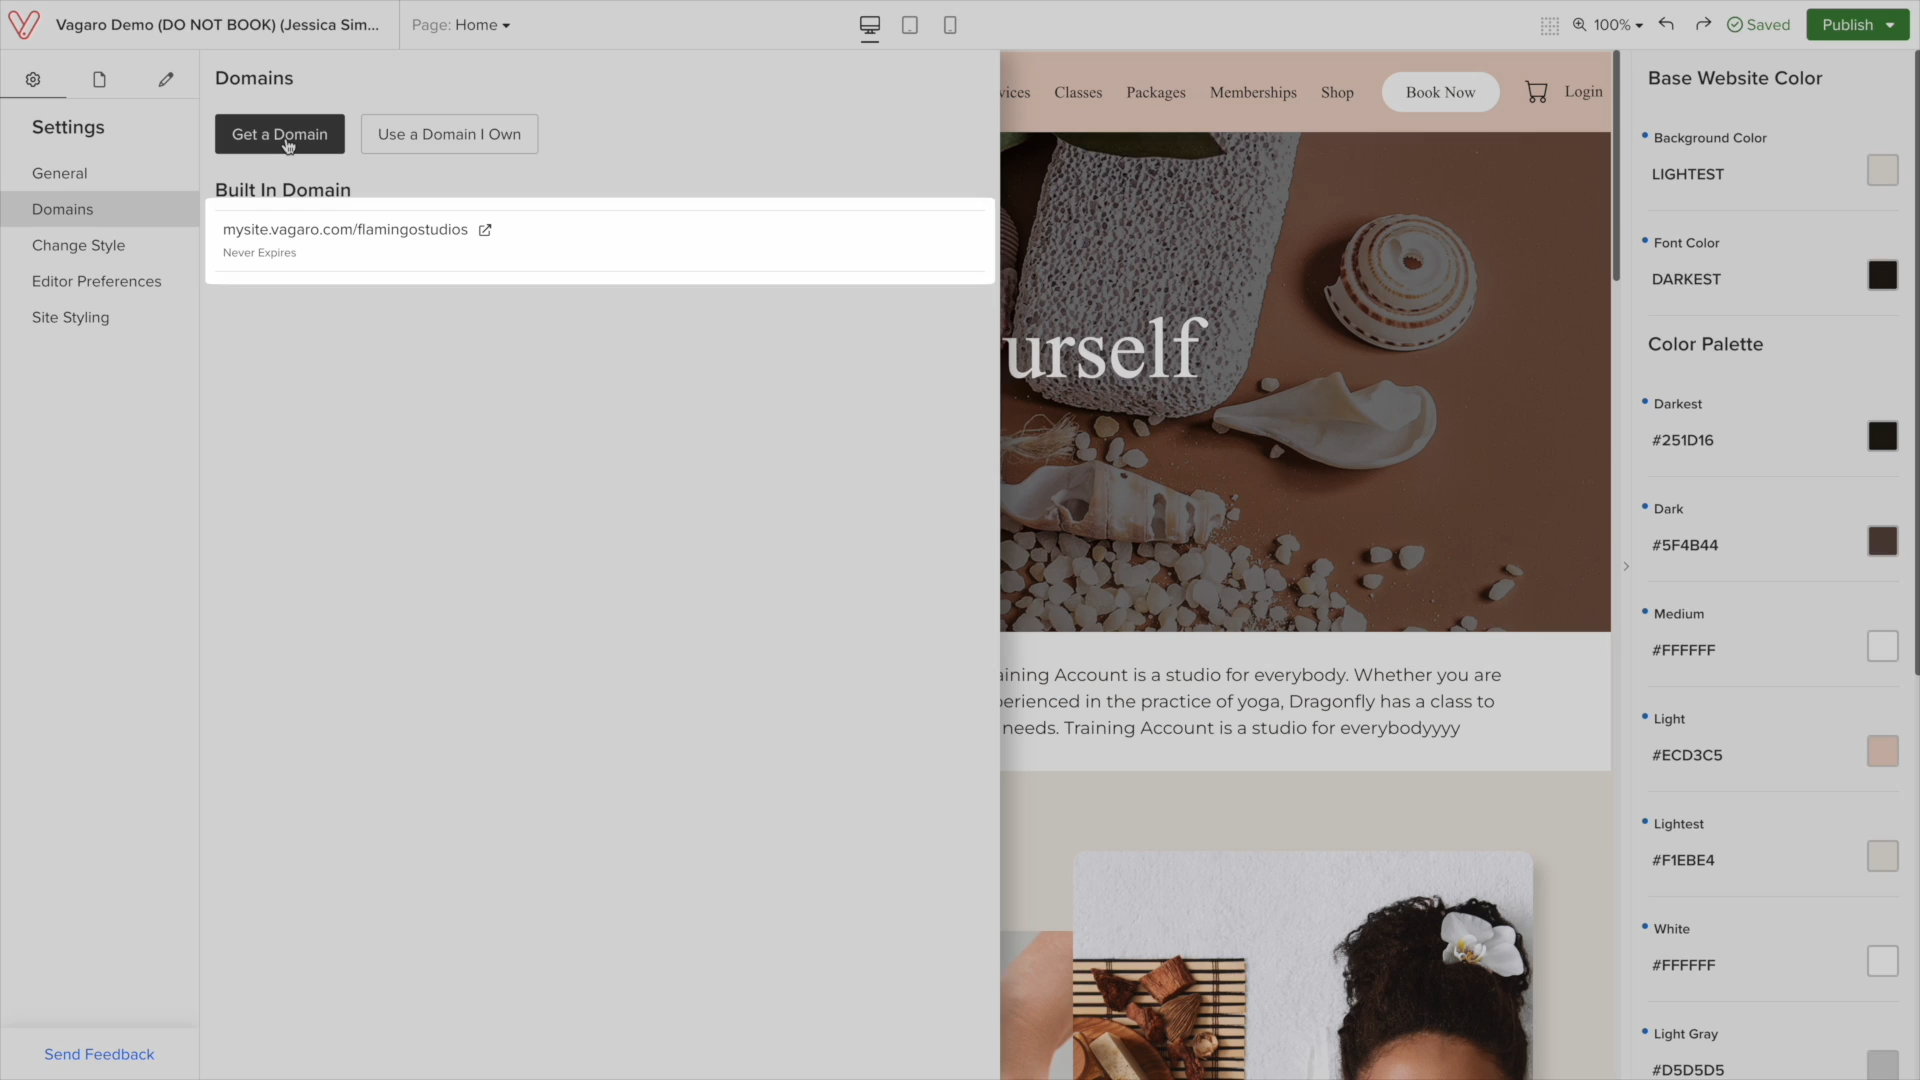 Vagaro Demo (DO NOT BOOK) (Jessica Sim...
Page: Home
100%
Saved
Publish
Settings
General
Domains
Change Style
Editor Preferences
Site Styling
Send Feedback
Domains
Get a Domain
Use a Domain I Own
Built In Domain
mysite.vagaro.com/flamingostudios
Never Expires
vices
Classes
Packages
Memberships
Shop
Book Now
Login
urself
aining Account is a studio for everybody. Whether you are
perienced in the practice of yoga, Dragonfly has a class to
needs. Training Account is a studio for everybodyyyy
Base Website Color
Background Color
LIGHTEST
Font Color
DARKEST
Color Palette
Darkest
#251D16
Dark
#5F4B44
Medium
#FFFFFF
Light
#ECD3C5
Lightest
#F1EBE4
White
#FFFFFF
Light Gray
#D5D5D5